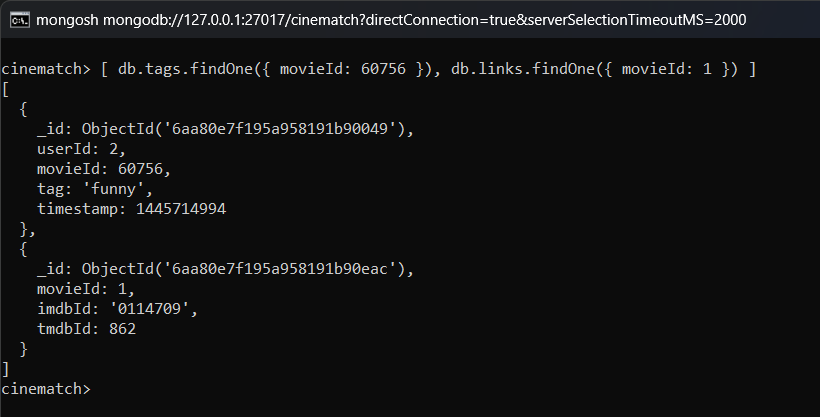 mongosh mongodb://127.0.0.1:27017/cinematch?directConnection=true&serverSelectionTimeoutMS=2000
cinematch> [ db.tags.findOne({ movieId: 60756 }), db.links.findOne({ movieId: 1 }) ]
[
  {
    _id: ObjectId('6aa80e7f195a958191b90049'),
    userId: 2,
    movieId: 60756,
    tag: 'funny',
    timestamp: 1445714994
  },
  {
    _id: ObjectId('6aa80e7f195a958191b90eac'),
    movieId: 1,
    imdbId: '0114709',
    tmdbId: 862
  }
]
cinematch>